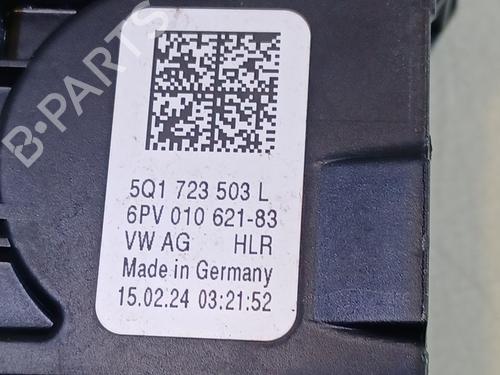 B-PARTS
5Q1 723 503 L
6PV 010 621-83
VW AG HLR
Made in Germany
15.02.24 03:21:52